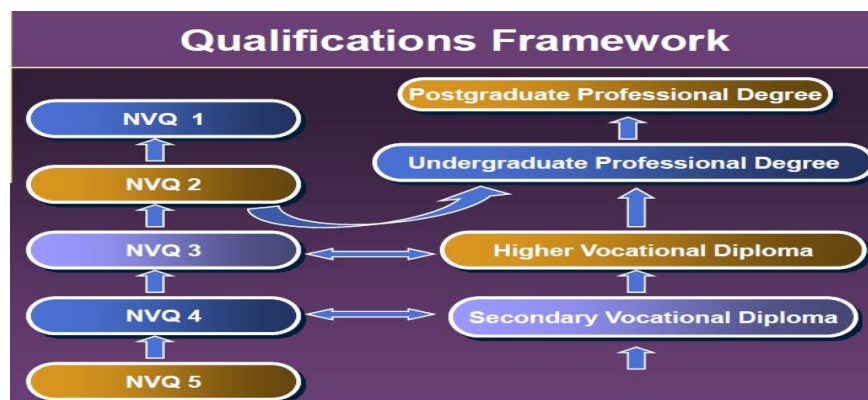 Qualifications Framework
NVQ 1
NVQ 2
NVQ 3
NVQ 4
NVQ 5
Postgraduate Professional Degree
Undergraduate Professional Degree
Higher Vocational Diploma
Secondary Vocational Diploma